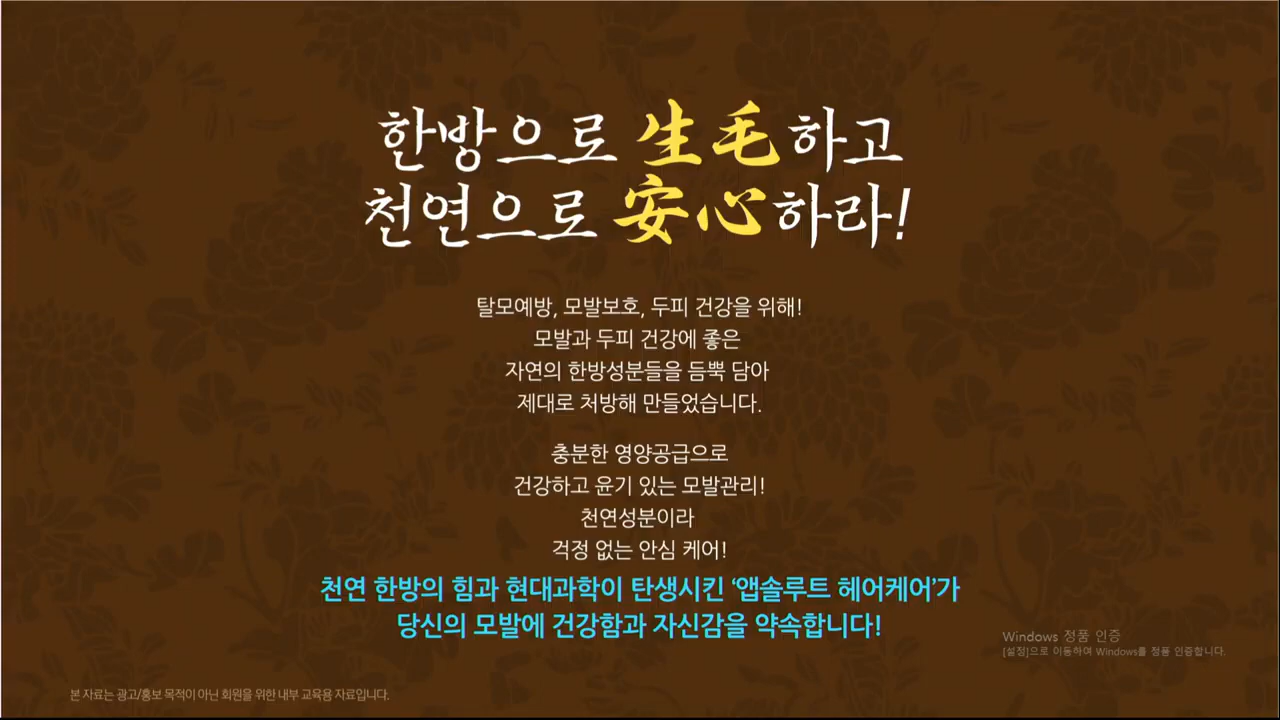 한방으로 生毛하고
천연으로 安心하라!
탈모예방, 모발보호, 두피 건강을 위해!
모발과 두피 건강에 좋은
자연의 한방성분들을 듬뿍 담아
제대로 처방해 만들었습니다.
충분한 영양공급으로
건강하고 윤기 있는 모발관리!
천연성분이라
걱정 없는 안심 케어!
천연 한방의 힘과 현대과학이 탄생시킨 ‘앱솔루트 헤어케어’가
당신의 모발에 건강함과 자신감을 약속합니다!
Windows 정품 인증
[설정]으로 이동하여 Windows를 정품 인증합니다.
본 자료는 광고/홍보 목적이 아닌 회원을 위한 내부 교육용 자료입니다.